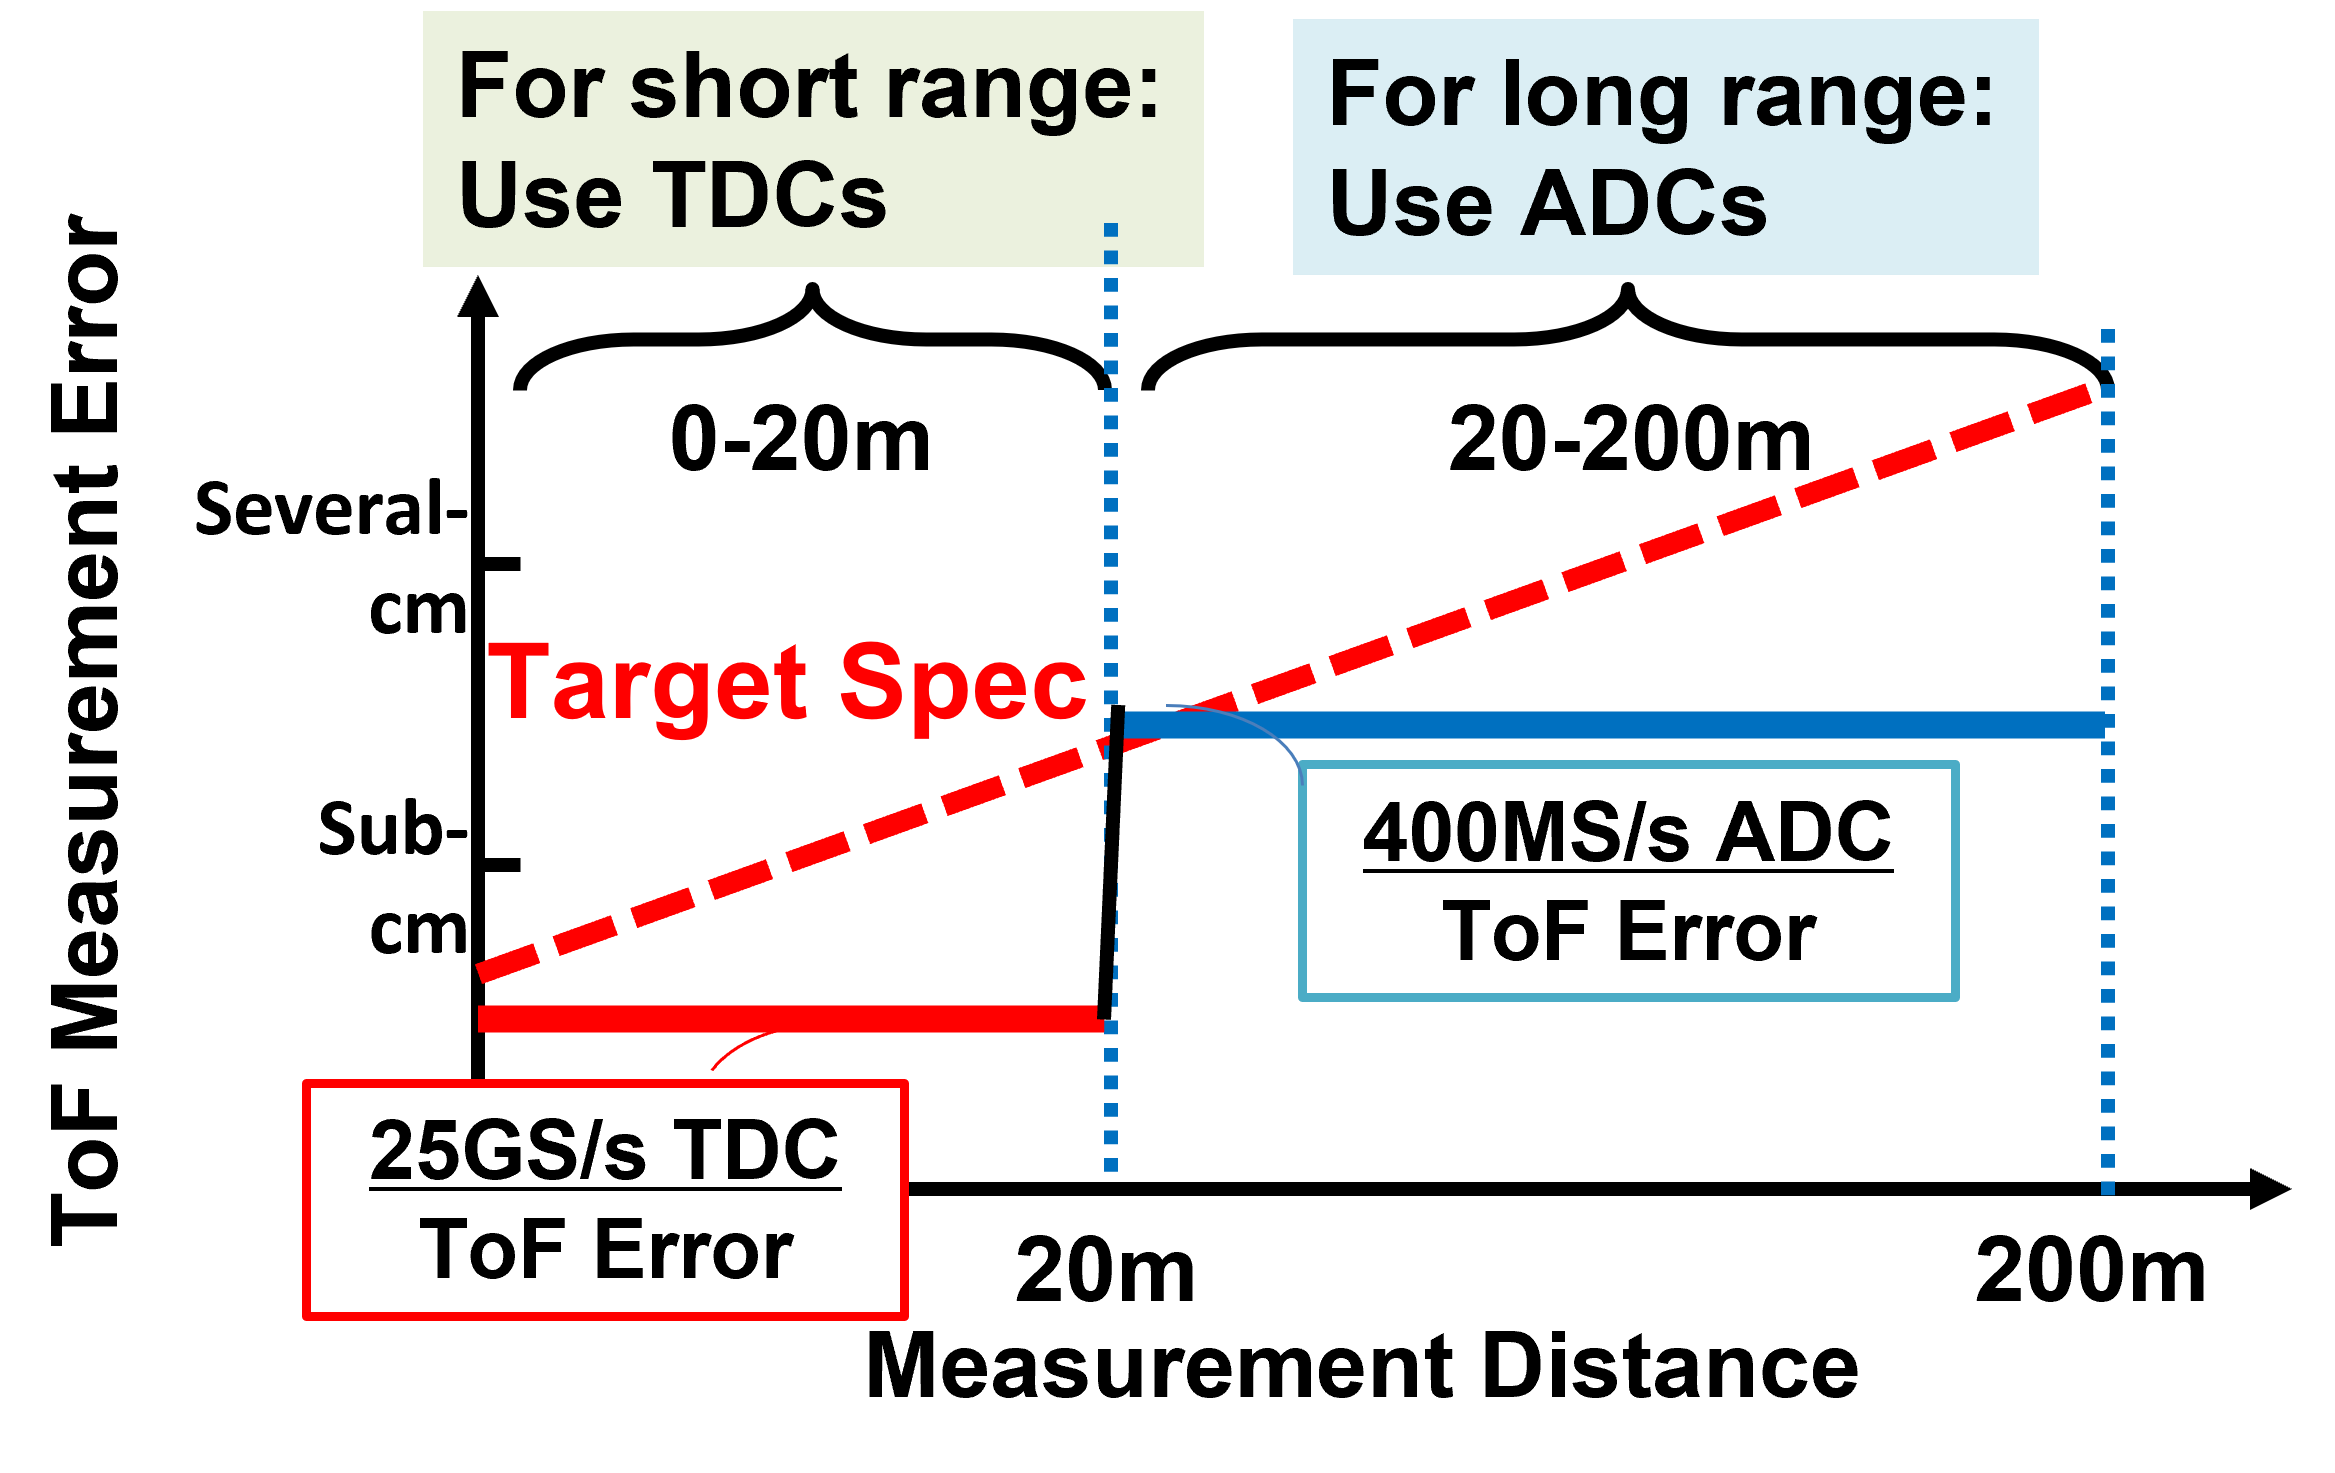 For short range:
Use TDCs
For long range:
Use ADCs
ToF Measurement Error
0-20m
20-200m
Several-
cm
Target Spec
Sub-
cm
400MS/s ADC
ToF Error
25GS/s TDC
ToF Error
20m
200m
Measurement Distance